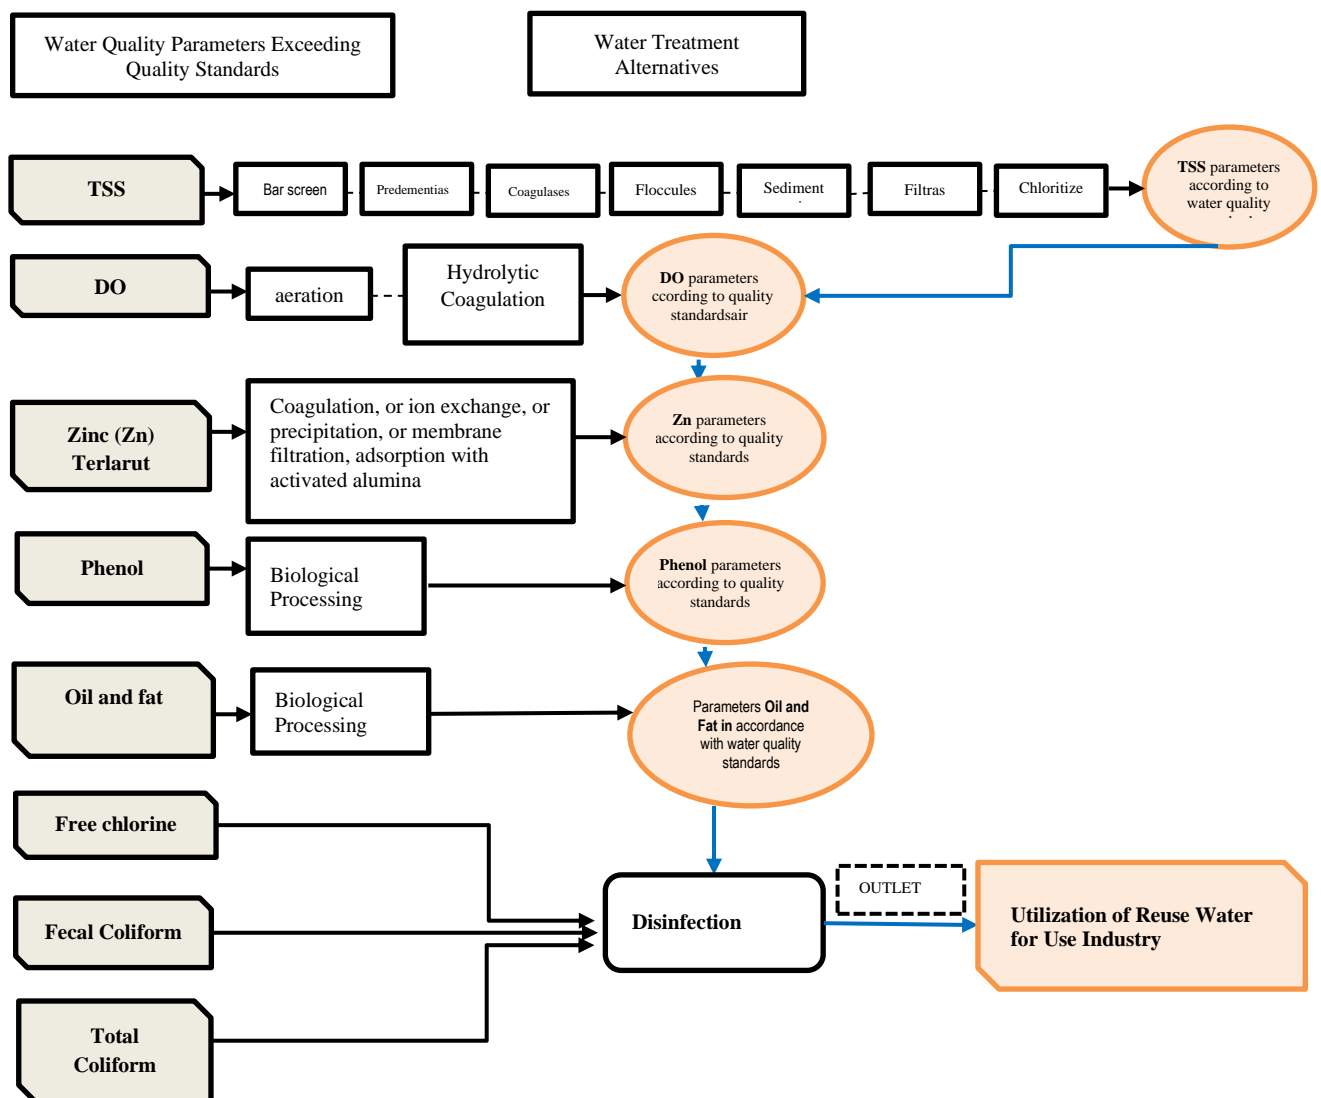 Water Quality Parameters Exceeding
Quality Standards
Water Treatment
Alternatives
TSS
Bar screen
Predementias
Coagulases
Floccules
Sediment
Filtras
Chloritize
TSS parameters
according to
water quality
DO
aeration
Hydrolytic
Coagulation
DO parameters
ccording to quality
standardsair
Zinc (Zn)
Terlarut
Coagulation, or ion exchange, or
precipitation, or membrane
filtration, adsorption with
activated alumina
Zn parameters
according to quality
standards
Phenol
Biological
Processing
Phenol parameters
according to quality
standards
Oil and fat
Biological
Processing
Parameters Oil and
Fat in accordance
with water quality
standards
Free chlorine
Fecal Coliform
Total
Coliform
Disinfection
OUTLET
Utilization of Reuse Water
for Use Industry